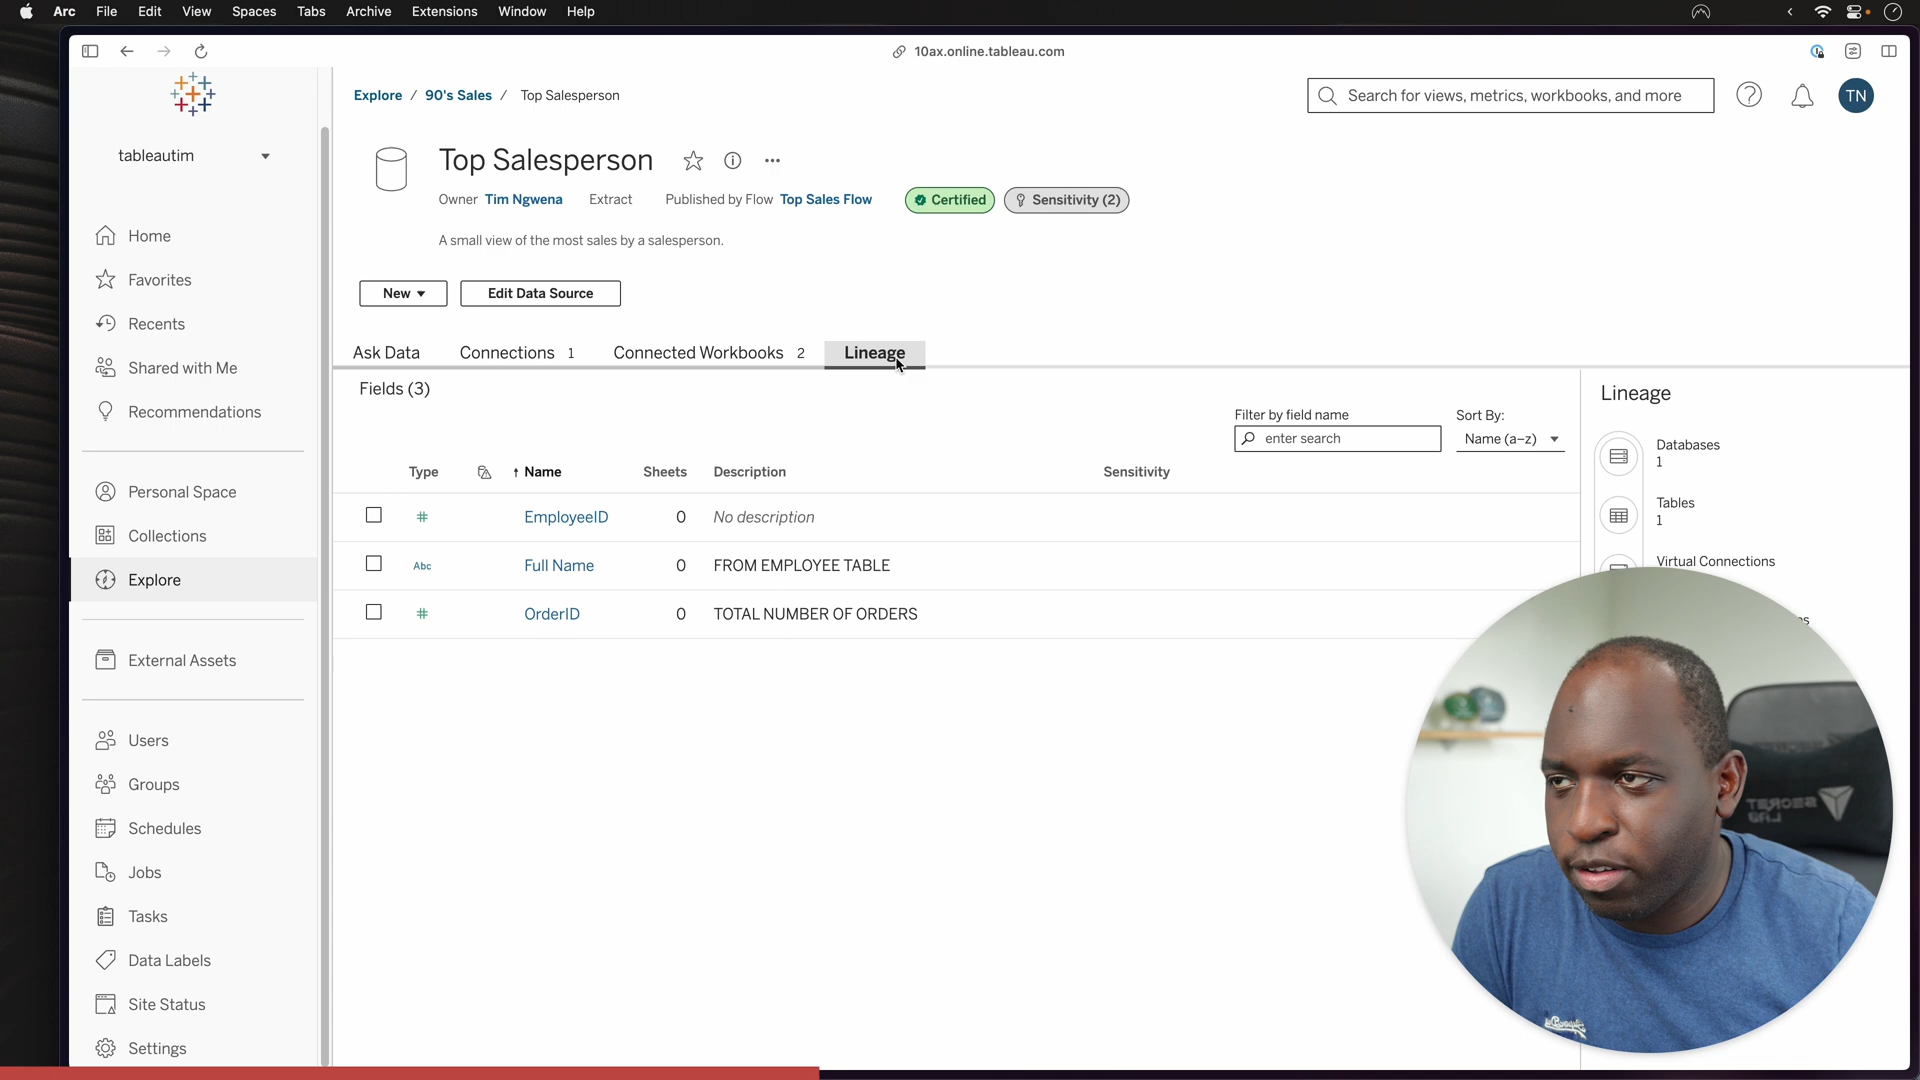 Arc File Edit View Spaces Tabs Archive Extensions Window Help
10ax.online.tableau.com
Explore / 90's Sales / Top Salesperson
Search for views, metrics, workbooks, and more
TN
tableautim
Home
Favorites
Recents
Shared with Me
Recommendations
Personal Space
Collections
Explore
External Assets
Users
Groups
Schedules
Jobs
Tasks
Data Labels
Site Status
Settings
Top Salesperson
Owner Tim Ngwena Extract Published by Flow Top Sales Flow Certified Sensitivity (2)
A small view of the most sales by a salesperson.
New Edit Data Source
Ask Data Connections 1 Connected Workbooks 2 Lineage
Fields (3)
Filter by field name Sort By:
enter search Name (a–z)
Type Name Sheets Description Sensitivity
# EmployeeID 0 No description
Abc Full Name 0 FROM EMPLOYEE TABLE
# OrderID 0 TOTAL NUMBER OF ORDERS
Lineage
Databases
1
Tables
1
Virtual Connections